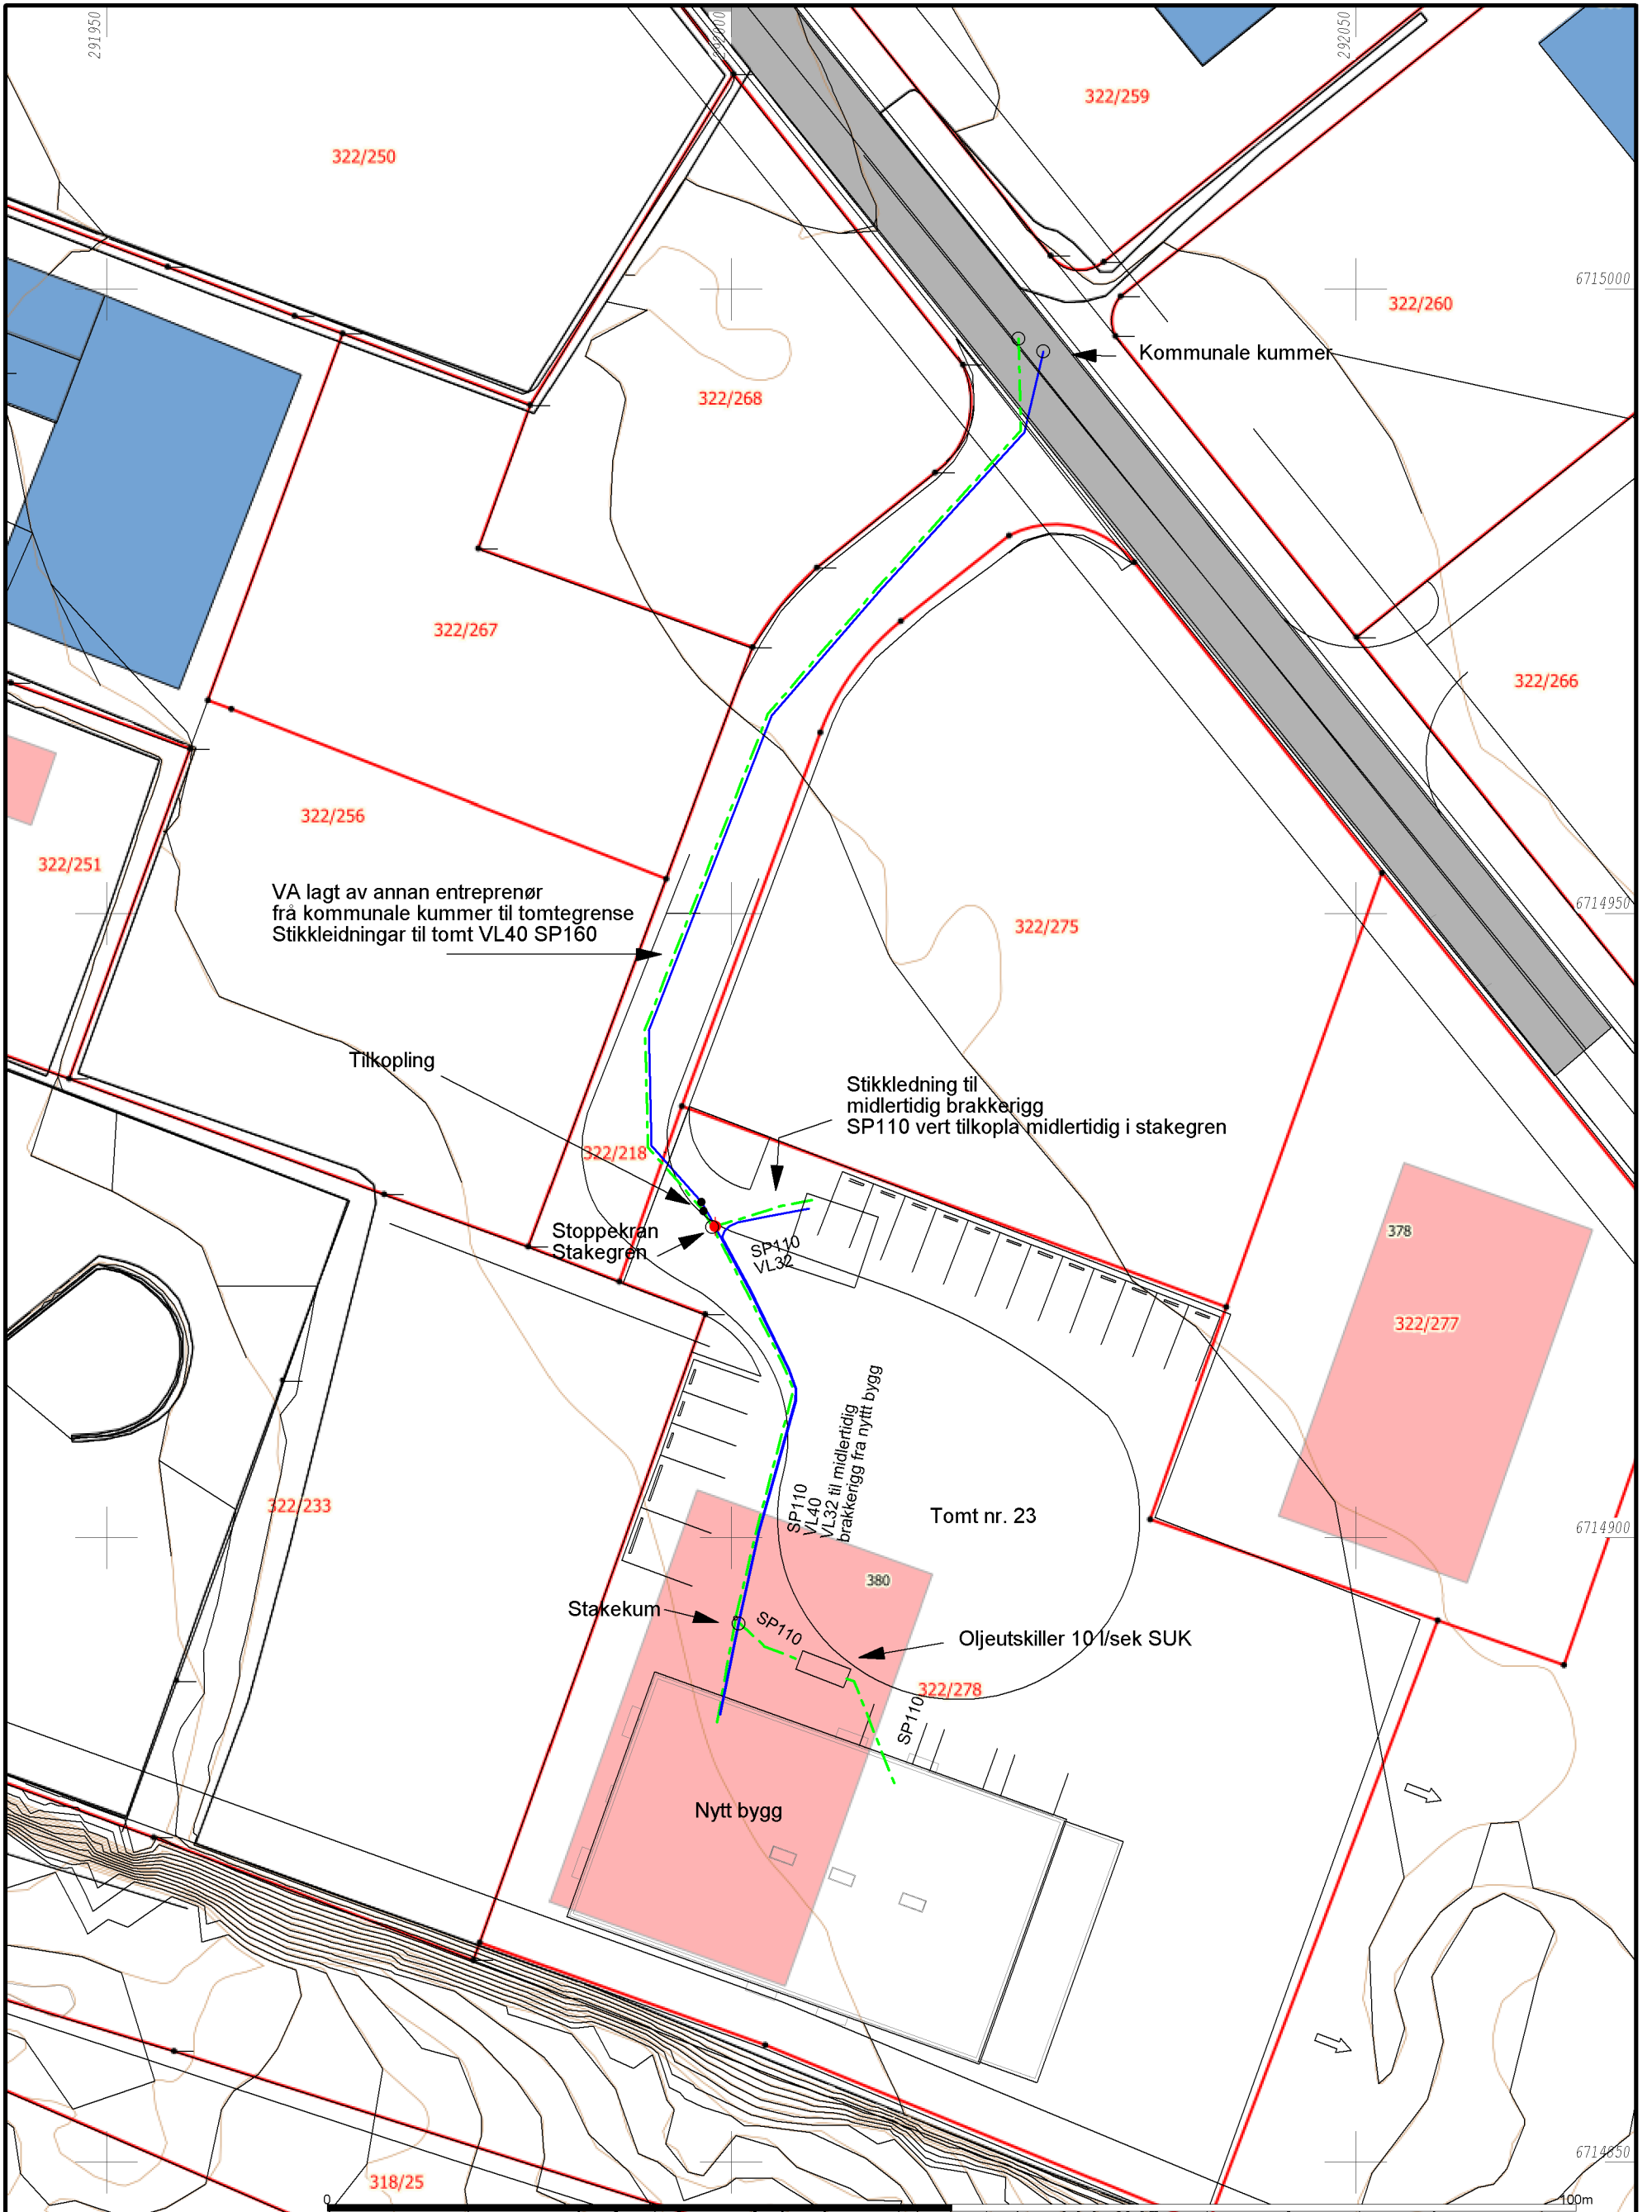 291950
292000
292050
322/259
322/250
6715000
322/260
Kommunale kummer
322/268
322/267
322/266
322/256
322/251
VA lagt av annan entreprenør
frå kommunale kummer til tomtegrense
Stikkleidningar til tomt VL40 SP160
6714950
322/275
Tilkopling
Stikkledning til
midlertidig brakkerigg
SP110 vert tilkopla midlertidig i stakegren
322/218
Stoppekran
Stakegren
SP110
VL32
378
322/277
SP110
VL40
VL32 til midlertidig
brakkerigg fra nyttt bygg
322/233
Tomt nr. 23
6714900
380
Stakekum
SP110
Oljeutskiller 10 l/sek SUK
322/278
SP110
Nytt bygg
6714850
318/25
0
100m